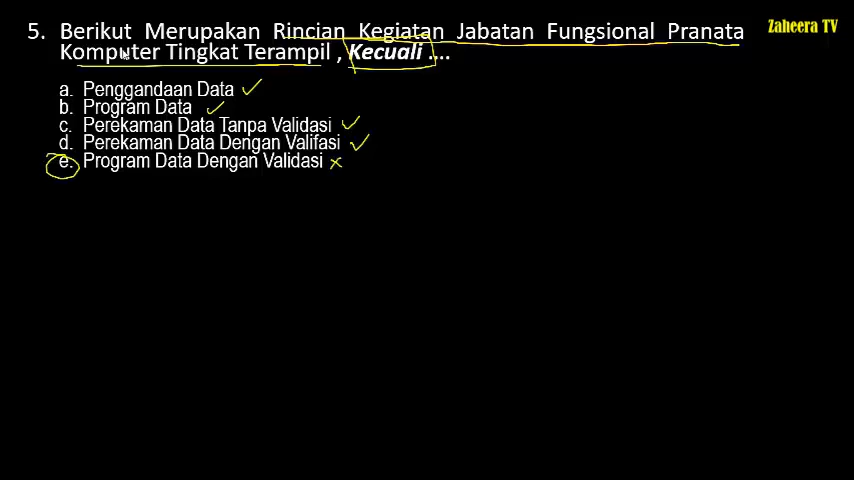 Zaheera TV
5. Berikut Merupakan Rincian Kegiatan Jabatan Fungsional Pranata
Komputer Tingkat Terampil , Kecuali ....
a. Penggandaan Data
b. Program Data
c. Perekaman Data Tanpa Validasi
d. Perekaman Data Dengan Valifasi
e. Program Data Dengan Validasi